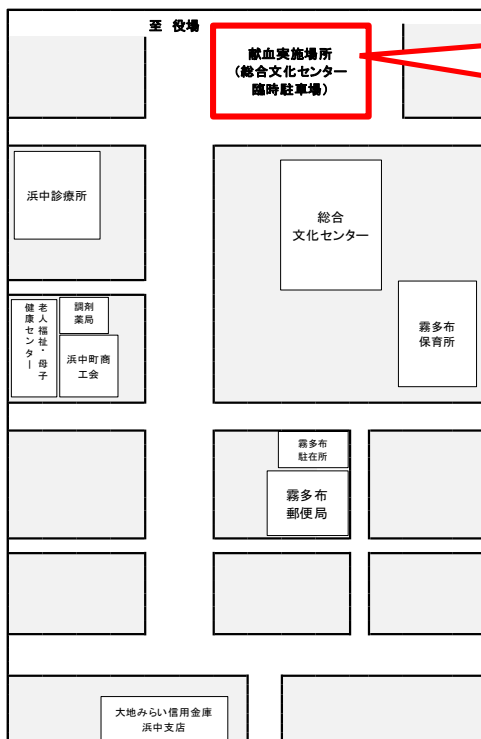 至 役場
献血実施場所
(総合文化センター
臨時駐車場)
浜中診療所
総合
文化センター
霧多布
保育所
老人福祉・母子
健康センター
調剤
薬局
浜中町商
工会
霧多布
駐在所
霧多布
郵便局
大地みらい信用金庫
浜中支店